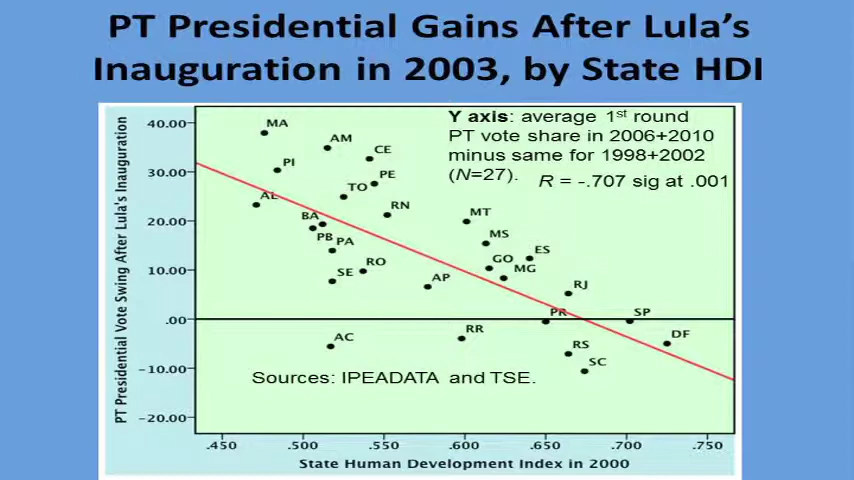 PT Presidential Gains After Lula's
Inauguration in 2003, by State HDI
PT Presidential Vote Swing After Lula's Inauguration
40.00
30.00
20.00
10.00
.00
-10.00
-20.00
Y axis: average 1st round
PT vote share in 2006+2010
minus same for 1998+2002
(N=27).
R = -.707 sig at .001
MA
AM
CE
PI
PE
TO
AL
RN
BA
MT
PB
PA
MS
ES
RO
GO
MG
SE
AP
RJ
PR
SP
AC
RR
DF
RS
SC
Sources: IPEADATA and TSE.
.450 .500 .550 .600 .650 .700 .750
State Human Development Index in 2000